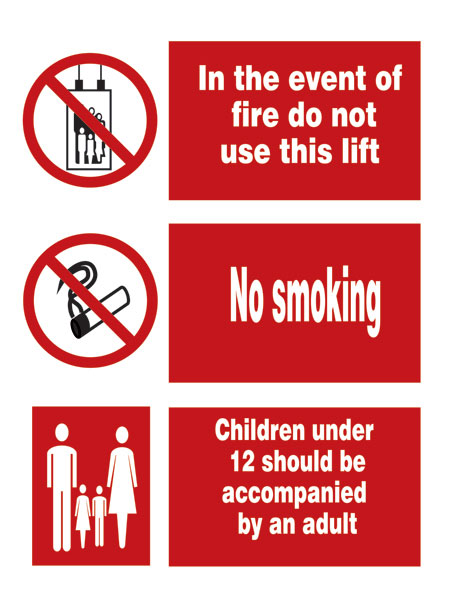 In the event of
fire do not
use this lift
No smoking
Children under
12 should be
accompanied
by an adult